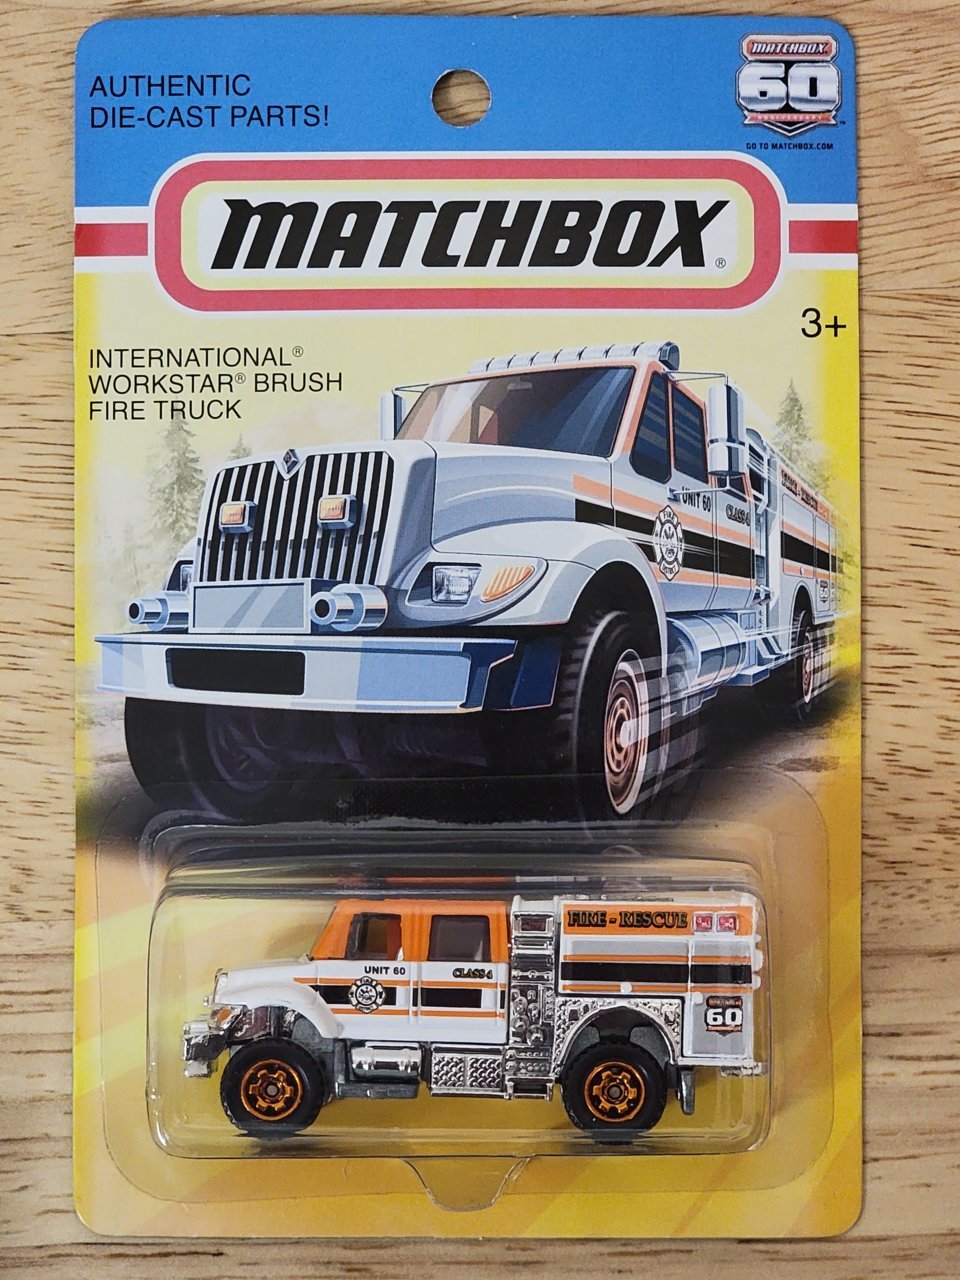 AUTHENTIC
DIE-CAST PARTS!
MATCHBOX
60
ANNIVERSARY™
GO TO MATCHBOX.COM
MATCHBOX®
3+
INTERNATIONAL®
WORKSTAR® BRUSH
FIRE TRUCK
UNIT 60
CLASS 4
FIRE - RESCUE
UNIT 60
CLASS 4
60